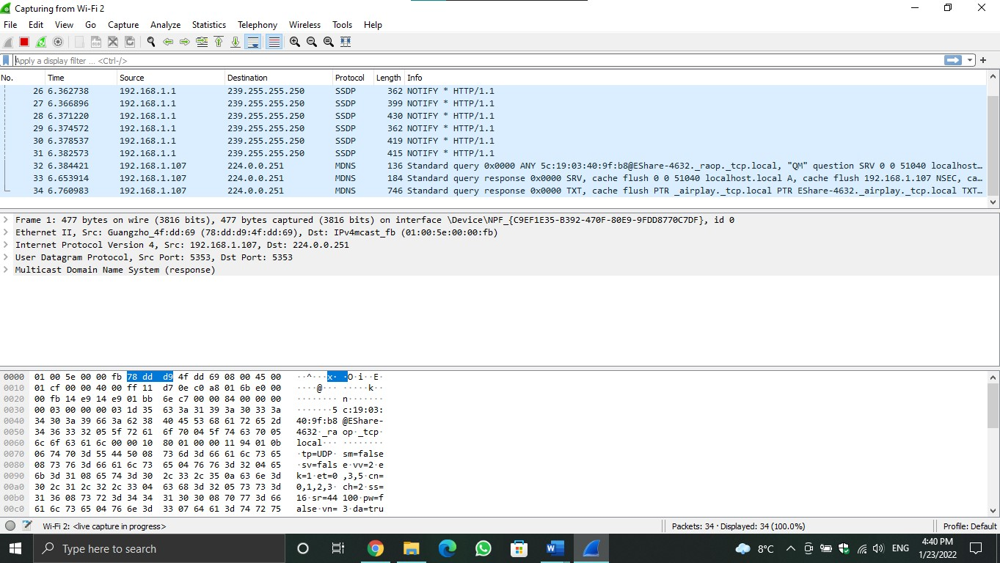 Capturing from Wi-Fi 2
File Edit View Go Capture Analyze Statistics Telephony Wireless Tools Help
Apply a display filter ... <Ctrl-/>
No. Time Source Destination Protocol Length Info
26 6.362738 192.168.1.1 239.255.255.250 SSDP 362 NOTIFY * HTTP/1.1
27 6.366896 192.168.1.1 239.255.255.250 SSDP 399 NOTIFY * HTTP/1.1
28 6.371220 192.168.1.1 239.255.255.250 SSDP 430 NOTIFY * HTTP/1.1
29 6.374572 192.168.1.1 239.255.255.250 SSDP 362 NOTIFY * HTTP/1.1
30 6.378537 192.168.1.1 239.255.255.250 SSDP 419 NOTIFY * HTTP/1.1
31 6.382573 192.168.1.1 239.255.255.250 SSDP 415 NOTIFY * HTTP/1.1
32 6.384421 192.168.1.107 224.0.0.251 MDNS 136 Standard query 0x0000 ANY 5c:19:03:40:9f:b8@EShare-4632._raop._tcp.local, "QM" question SRV 0 0 51040 localhost…
33 6.653914 192.168.1.107 224.0.0.251 MDNS 184 Standard query response 0x0000 SRV, cache flush 0 0 51040 localhost.local A, cache flush 192.168.1.107 NSEC, ca…
34 6.760983 192.168.1.107 224.0.0.251 MDNS 746 Standard query response 0x0000 TXT, cache flush PTR _airplay._tcp.local PTR EShare-4632._airplay._tcp.local TXT…
Frame 1: 477 bytes on wire (3816 bits), 477 bytes captured (3816 bits) on interface \Device\NPF_{C9EF1E35-B392-470F-80E9-9FDD8770C7DF}, id 0
Ethernet II, Src: Guangzho_4f:dd:69 (78:dd:d9:4f:dd:69), Dst: IPv4mcast_fb (01:00:5e:00:00:fb)
Internet Protocol Version 4, Src: 192.168.1.107, Dst: 224.0.0.251
User Datagram Protocol, Src Port: 5353, Dst Port: 5353
Multicast Domain Name System (response)
0000 01 00 5e 00 00 fb 78 dd d9 4f dd 69 08 00 45 00 ··^···x· ·O·i··E·
0010 01 cf 00 00 40 00 ff 11 d7 0e c0 a8 01 6b e0 00 ····@··· ·····k··
0020 00 fb 14 e9 14 e9 01 bb 6e c7 00 00 84 00 00 00 ········ n·······
0030 00 03 00 00 00 03 1d 35 63 3a 31 39 3a 30 33 3a ·······5 c:19:03:
0040 34 30 3a 39 66 3a 62 38 40 45 53 68 61 72 65 2d 40:9f:b8 @EShare-
0050 34 36 33 32 05 5f 72 61 6f 70 04 5f 74 63 70 05 4632·_ra op·_tcp·
0060 6c 6f 63 61 6c 00 00 10 80 01 00 00 11 94 01 0b local··· ········
0070 06 74 70 3d 55 44 50 08 73 6d 3d 66 61 6c 73 65 ·tp=UDP· sm=false
0080 08 73 76 3d 66 61 6c 73 65 04 76 76 3d 32 04 65 ·sv=fals e·vv=2·e
0090 6b 3d 31 08 65 74 3d 30 2c 33 2c 35 0a 63 6e 3d k=1·et=0 ,3,5·cn=
00a0 30 2c 31 2c 32 2c 33 04 63 68 3d 32 05 73 73 3d 0,1,2,3· ch=2·ss=
00b0 31 36 08 73 72 3d 34 34 31 30 30 08 70 77 3d 66 16·sr=44 100·pw=f
00c0 61 6c 73 65 04 76 6e 3d 33 07 64 61 3d 74 72 75 alse·vn= 3·da=tru
Wi-Fi 2: <live capture in progress> Packets: 34 · Displayed: 34 (100.0%) Profile: Default
Type here to search 8°C ENG 4:40 PM
1/23/2022